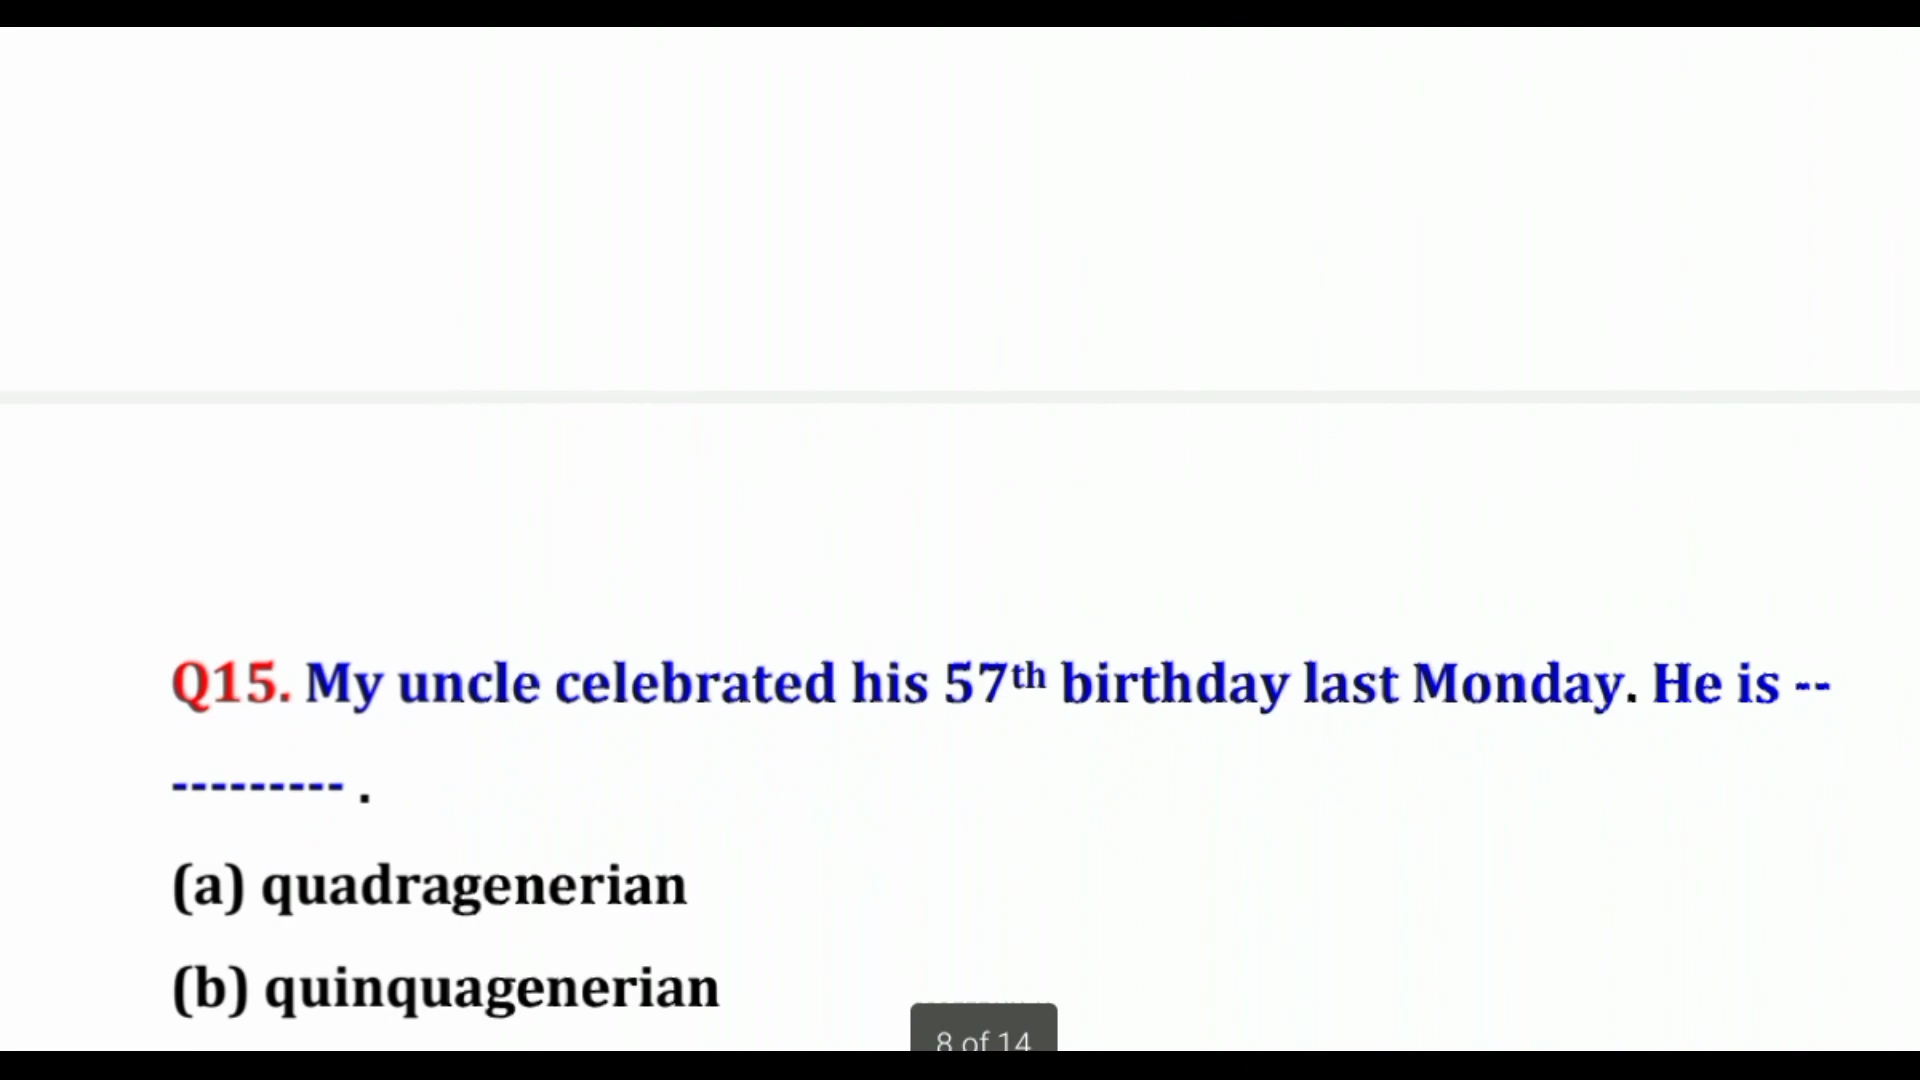 Q15. My uncle celebrated his 57th birthday last Monday. He is --
--------- .
(a) quadragenerian
(b) quinquagenerian
8 of 14